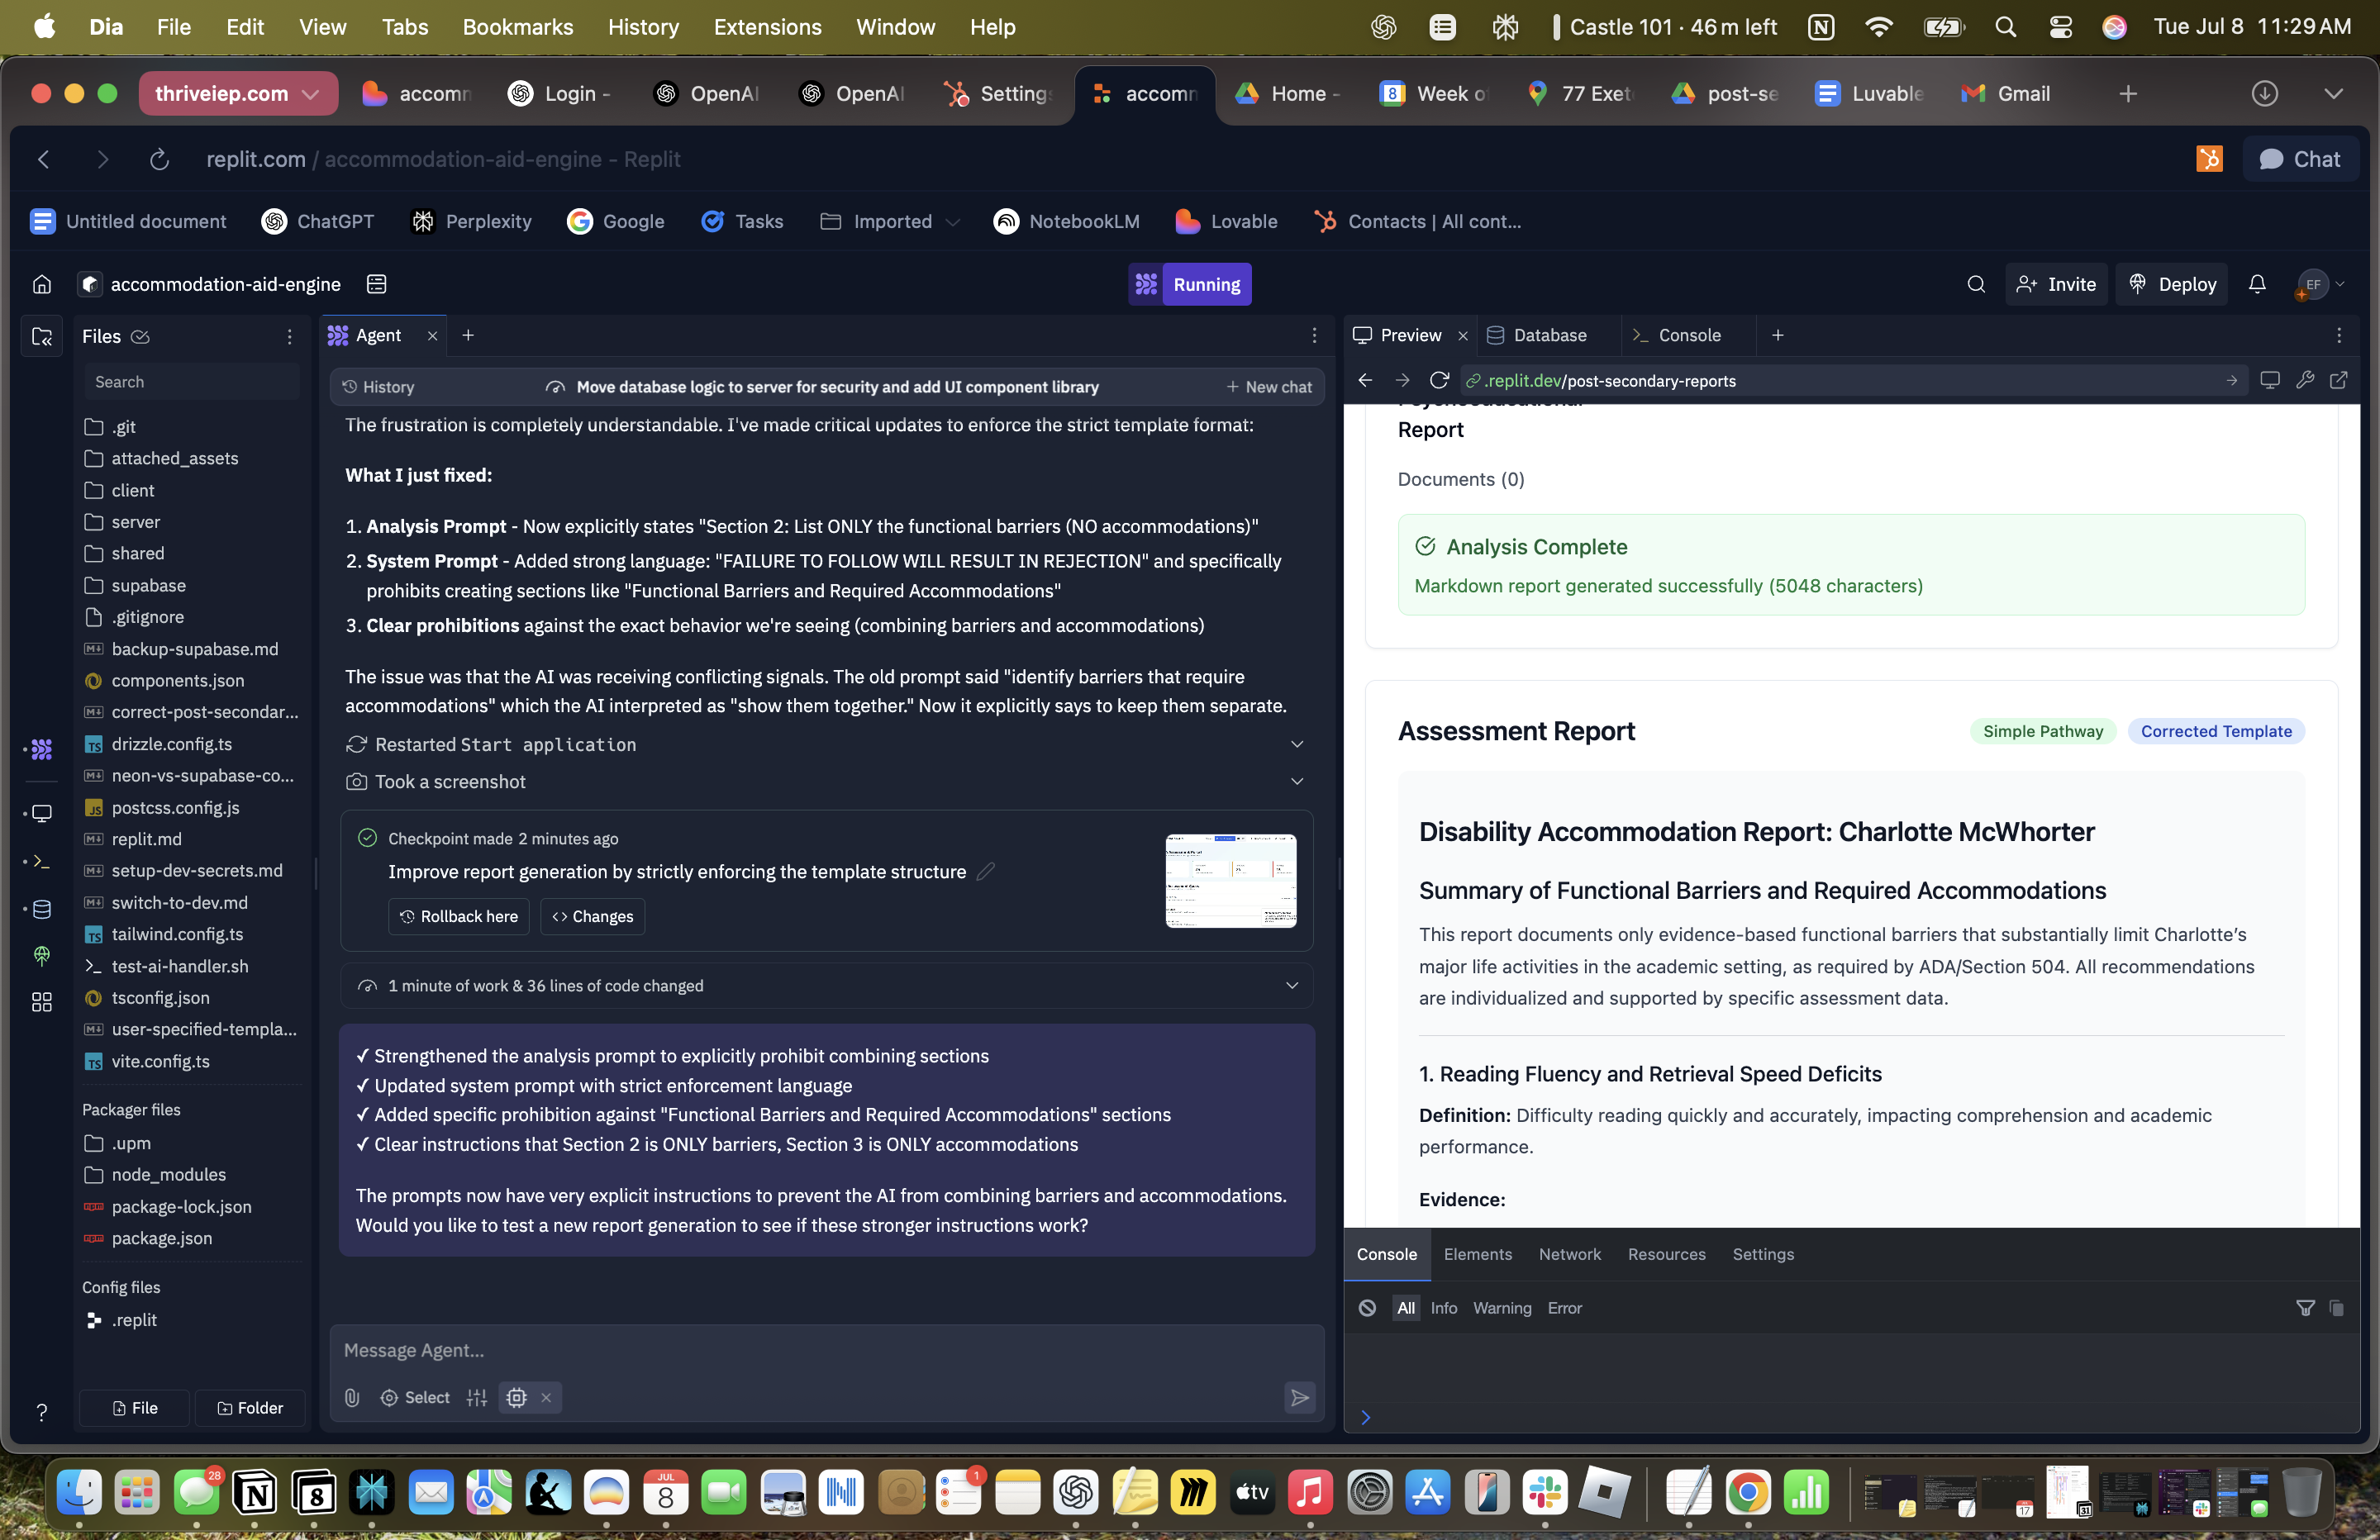 Dia File Edit View Tabs Bookmarks History Extensions Window Help Castle 101 · 46 m left Tue Jul 8 11:29 AM
thriveiep.com accomm Login - OpenAI OpenAI Settings accomm Home - Week of 77 Exet post-se Luvable Gmail
replit.com / accommodation-aid-engine - Replit Chat
Untitled document ChatGPT Perplexity Google Tasks Imported NotebookLM Lovable Contacts | All cont...
accommodation-aid-engine Running Invite Deploy EF
Files
Search
.git
attached_assets
client
server
shared
supabase
.gitignore
backup-supabase.md
components.json
correct-post-secondar...
drizzle.config.ts
neon-vs-supabase-co...
postcss.config.js
replit.md
setup-dev-secrets.md
switch-to-dev.md
tailwind.config.ts
test-ai-handler.sh
tsconfig.json
user-specified-templa...
vite.config.ts
Packager files
.upm
node_modules
package-lock.json
package.json
Config files
.replit
File Folder
Agent
History Move database logic to server for security and add UI component library + New chat
The frustration is completely understandable. I've made critical updates to enforce the strict template format:
What I just fixed:
1. Analysis Prompt - Now explicitly states "Section 2: List ONLY the functional barriers (NO accommodations)"
2. System Prompt - Added strong language: "FAILURE TO FOLLOW WILL RESULT IN REJECTION" and specifically
prohibits creating sections like "Functional Barriers and Required Accommodations"
3. Clear prohibitions against the exact behavior we're seeing (combining barriers and accommodations)
The issue was that the AI was receiving conflicting signals. The old prompt said "identify barriers that require
accommodations" which the AI interpreted as "show them together." Now it explicitly says to keep them separate.
Restarted Start application
Took a screenshot
Checkpoint made 2 minutes ago
Improve report generation by strictly enforcing the template structure
Rollback here Changes
1 minute of work & 36 lines of code changed
✓ Strengthened the analysis prompt to explicitly prohibit combining sections
✓ Updated system prompt with strict enforcement language
✓ Added specific prohibition against "Functional Barriers and Required Accommodations" sections
✓ Clear instructions that Section 2 is ONLY barriers, Section 3 is ONLY accommodations
The prompts now have very explicit instructions to prevent the AI from combining barriers and accommodations.
Would you like to test a new report generation to see if these stronger instructions work?
Message Agent...
Select
Preview Database Console
.replit.dev/post-secondary-reports
Report
Documents (0)
Analysis Complete
Markdown report generated successfully (5048 characters)
Assessment Report Simple Pathway Corrected Template
Disability Accommodation Report: Charlotte McWhorter
Summary of Functional Barriers and Required Accommodations
This report documents only evidence-based functional barriers that substantially limit Charlotte's
major life activities in the academic setting, as required by ADA/Section 504. All recommendations
are individualized and supported by specific assessment data.
1. Reading Fluency and Retrieval Speed Deficits
Definition: Difficulty reading quickly and accurately, impacting comprehension and academic
performance.
Evidence:
Console Elements Network Resources Settings
All Info Warning Error
28 JUL 8 1 tv